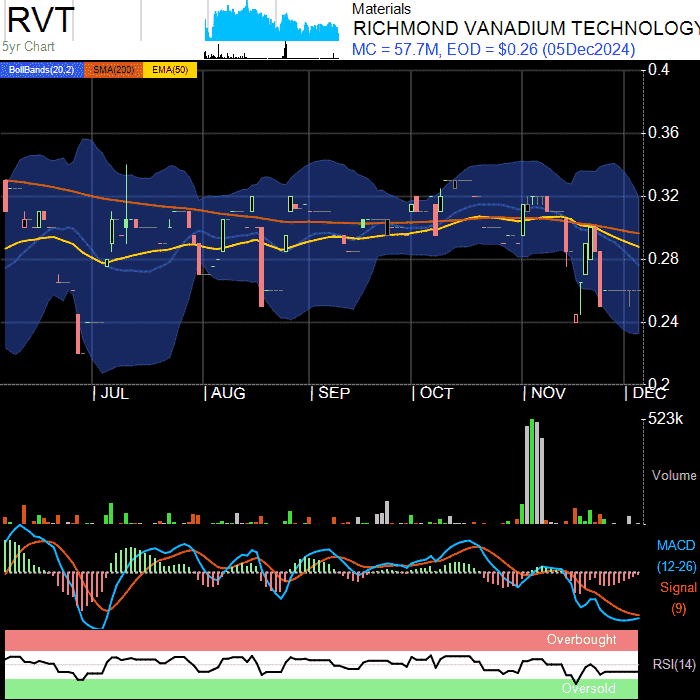 RVT
5yr Chart
Materials
RICHMOND VANADIUM TECHNOLOGY
MC = 57.7M, EOD = $0.26 (05Dec2024)
BollBands(20,2) SMA(200) EMA(50)
0.4
0.36
0.32
0.28
0.24
0.2
JUL AUG SEP OCT NOV DEC
523k
Volume
MACD
(12-26)
Signal
(9)
Overbought
RSI(14)
Oversold